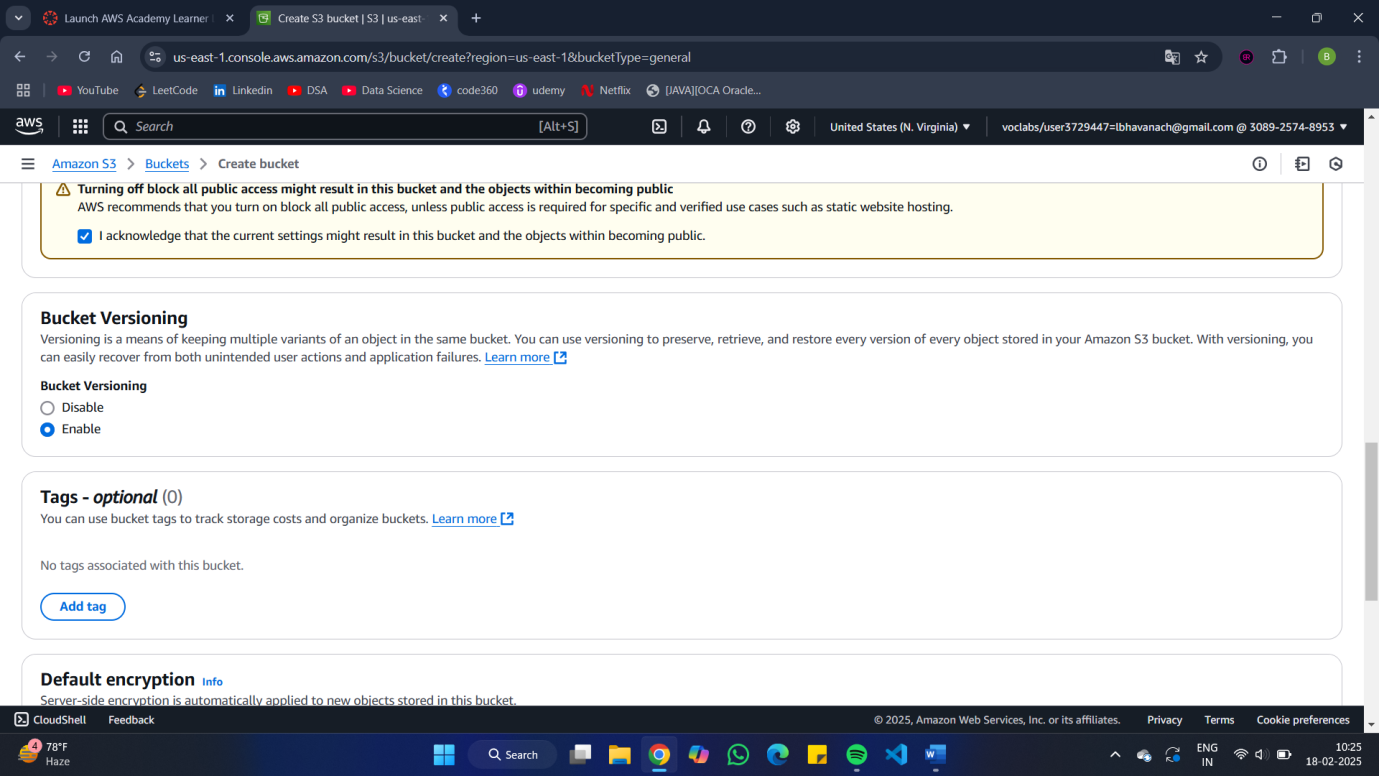 Launch AWS Academy Learner
Create S3 bucket | S3 | us-east-
us-east-1.console.aws.amazon.com/s3/bucket/create?region=us-east-1&bucketType=general
B
YouTube
LeetCode
Linkedin
DSA
Data Science
code360
udemy
Netflix
[JAVA][OCA Oracle...
aws
Search
[Alt+S]
United States (N. Virginia)
voclabs/user3729447=lbhavanach@gmail.com @ 3089-2574-8953
Amazon S3
Buckets
Create bucket
Turning off block all public access might result in this bucket and the objects within becoming public
AWS recommends that you turn on block all public access, unless public access is required for specific and verified use cases such as static website hosting.
I acknowledge that the current settings might result in this bucket and the objects within becoming public.
Bucket Versioning
Versioning is a means of keeping multiple variants of an object in the same bucket. You can use versioning to preserve, retrieve, and restore every version of every object stored in your Amazon S3 bucket. With versioning, you
can easily recover from both unintended user actions and application failures. Learn more
Bucket Versioning
Disable
Enable
Tags - optional (0)
You can use bucket tags to track storage costs and organize buckets. Learn more
No tags associated with this bucket.
Add tag
Default encryption Info
Server-side encryption is automatically applied to new objects stored in this bucket.
CloudShell
Feedback
© 2025, Amazon Web Services, Inc. or its affiliates.
Privacy
Terms
Cookie preferences
4
78°F
Haze
Search
ENG
IN
10:25
18-02-2025